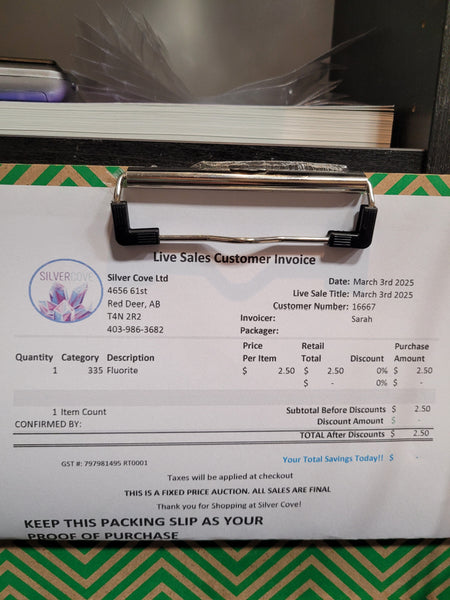 Live Sales Customer Invoice
SILVERCOVE
Silver Cove Ltd
4656 61st
Red Deer, AB
T4N 2R2
403-986-3682
Date: March 3rd 2025
Live Sale Title: March 3rd 2025
Customer Number: 16667
Invoicer: Sarah
Packager:
Quantity Category Description Price Per Item Retail Total Discount Purchase Amount
1 335 Fluorite $ 2.50 $ 2.50 0% $ 2.50
$ - 0% $ -
1 Item Count Subtotal Before Discounts $ 2.50
CONFIRMED BY: Discount Amount $ -
TOTAL After Discounts $ 2.50
GST #: 797981495 RT0001 Your Total Savings Today!! $ -
Taxes will be applied at checkout
THIS IS A FIXED PRICE AUCTION. ALL SALES ARE FINAL
Thank you for Shopping at Silver Cove!
KEEP THIS PACKING SLIP AS YOUR
PROOF OF PURCHASE